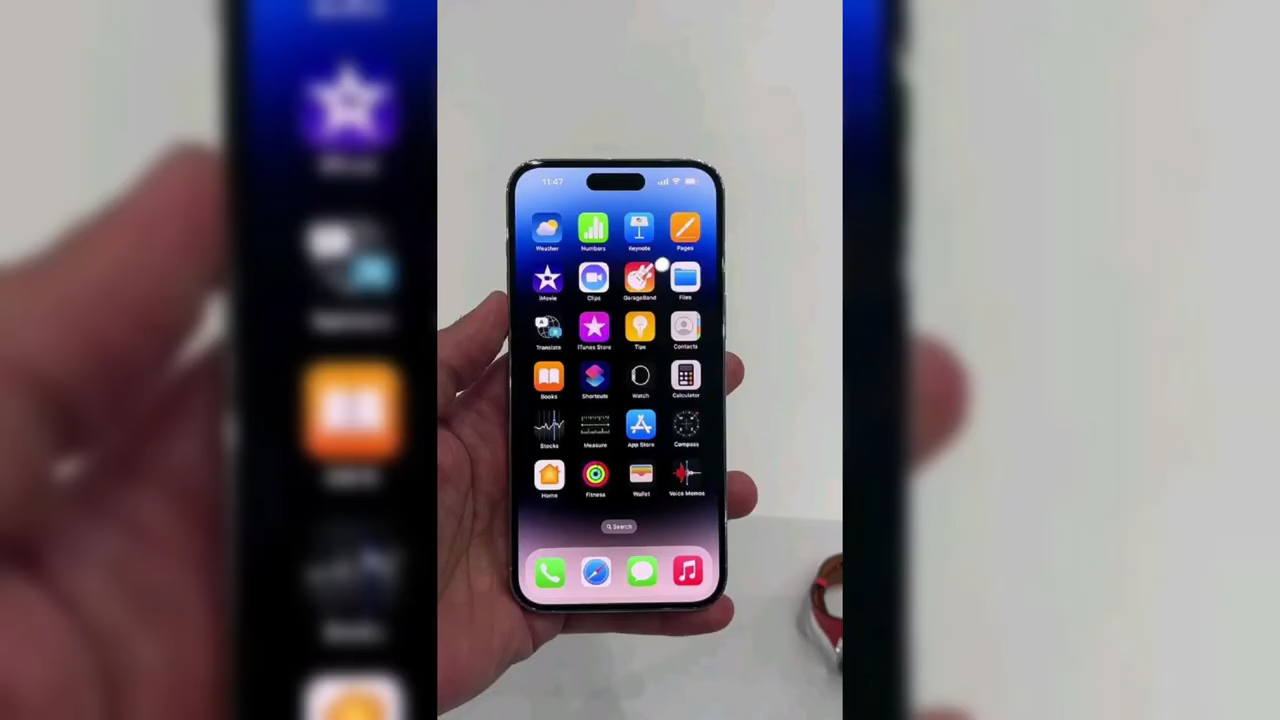 11:47
Weather Numbers Keynote Pages
iMovie Clips GarageBand Files
Translate iTunes Store Tips Contacts
Books Shortcuts Watch Calculator
Stocks Measure App Store Compass
Home Fitness Wallet Voice Memos
Search